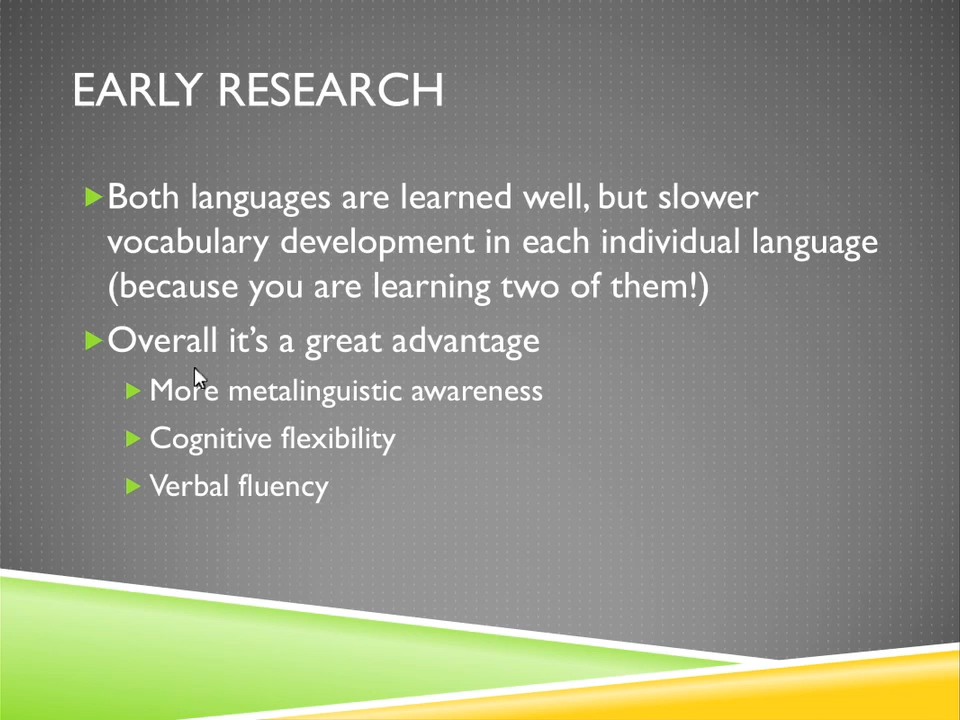 EARLY RESEARCH
Both languages are learned well, but slower
vocabulary development in each individual language
(because you are learning two of them!)
Overall it’s a great advantage
More metalinguistic awareness
Cognitive flexibility
Verbal fluency